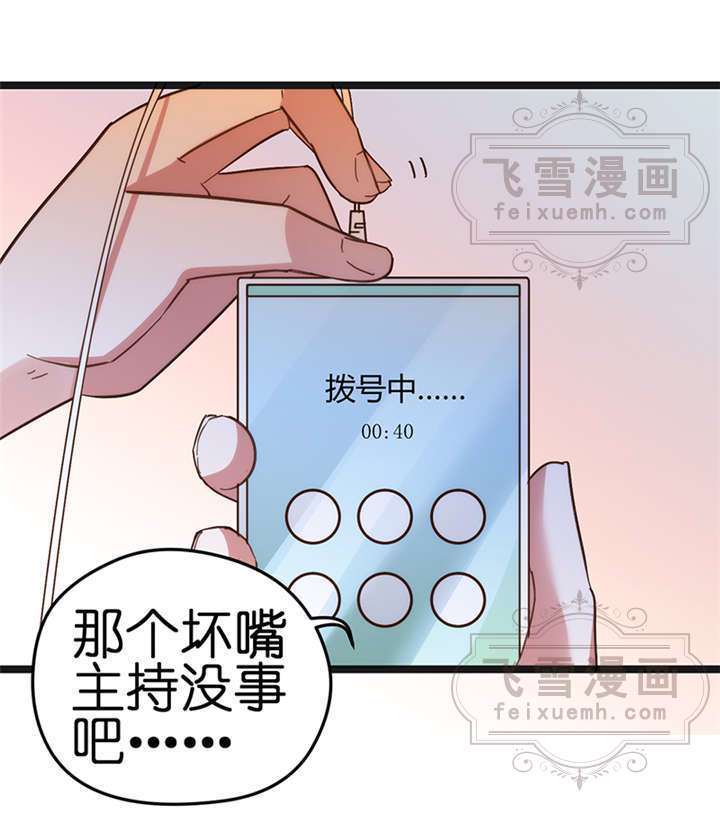 飞雪漫画
feixuemh.com
拨号中......
00:40
那个坏嘴
主持没事
吧······
飞雪漫画
feixuemh.com